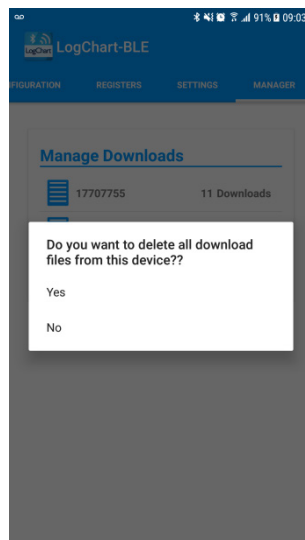 91% 09:03
LogChart
LogChart-BLE
FIGURATION REGISTERS SETTINGS MANAGER
Manage Downloads
17707755 11 Downloads
Do you want to delete all download
files from this device??
Yes
No